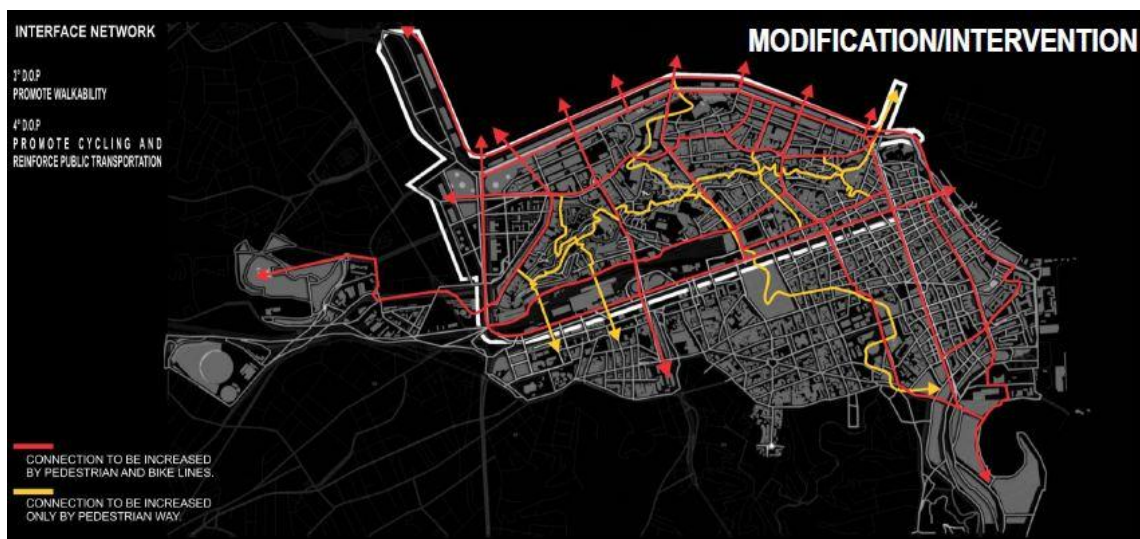 INTERFACE NETWORK
MODIFICATION/INTERVENTION
2° D.O.P
PROMOTE WALKABILITY
4° D.O.P
PROMOTE CYCLING AND
REINFORCE PUBLIC TRANSPORTATION
CONNECTION TO BE INCREASED
BY PEDESTRIAN AND BIKE LINES.
CONNECTION TO BE INCREASED
ONLY BY PEDESTRIAN WAY.